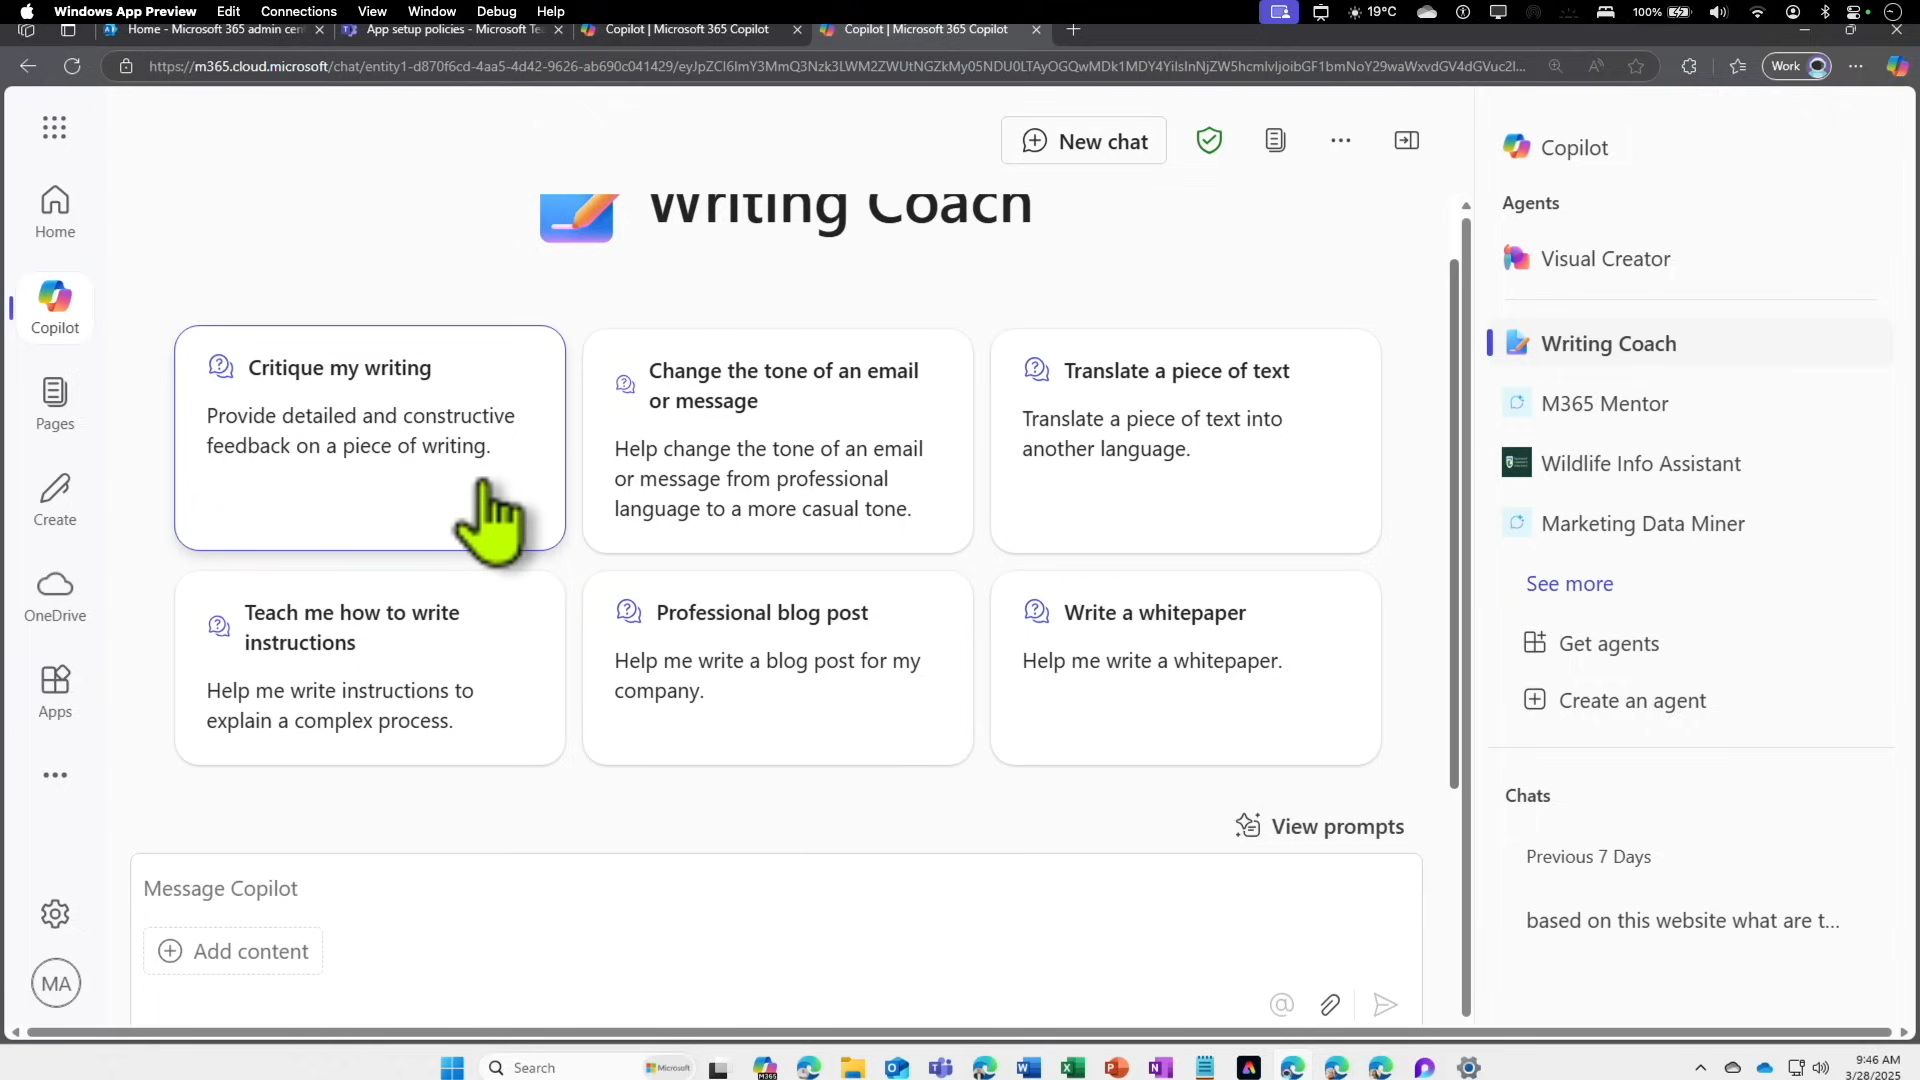 Windows App Preview Edit Connections View Window Debug Help 19°C 100%
Home - Microsoft 365 admin cen App setup policies - Microsoft Te Copilot | Microsoft 365 Copilot Copilot | Microsoft 365 Copilot
Work
New chat
Writing Coach
Home
Copilot
Pages
Create
OneDrive
Apps
MA
Critique my writing
Provide detailed and constructive
feedback on a piece of writing.
Change the tone of an email
or message
Help change the tone of an email
or message from professional
language to a more casual tone.
Translate a piece of text
Translate a piece of text into
another language.
Teach me how to write
instructions
Help me write instructions to
explain a complex process.
Professional blog post
Help me write a blog post for my
company.
Write a whitepaper
Help me write a whitepaper.
View prompts
Message Copilot
Add content
Copilot
Agents
Visual Creator
Writing Coach
M365 Mentor
Wildlife Info Assistant
Marketing Data Miner
See more
Get agents
Create an agent
Chats
Previous 7 Days
based on this website what are t...
Search
Microsoft
M365
9:46 AM
3/28/2025